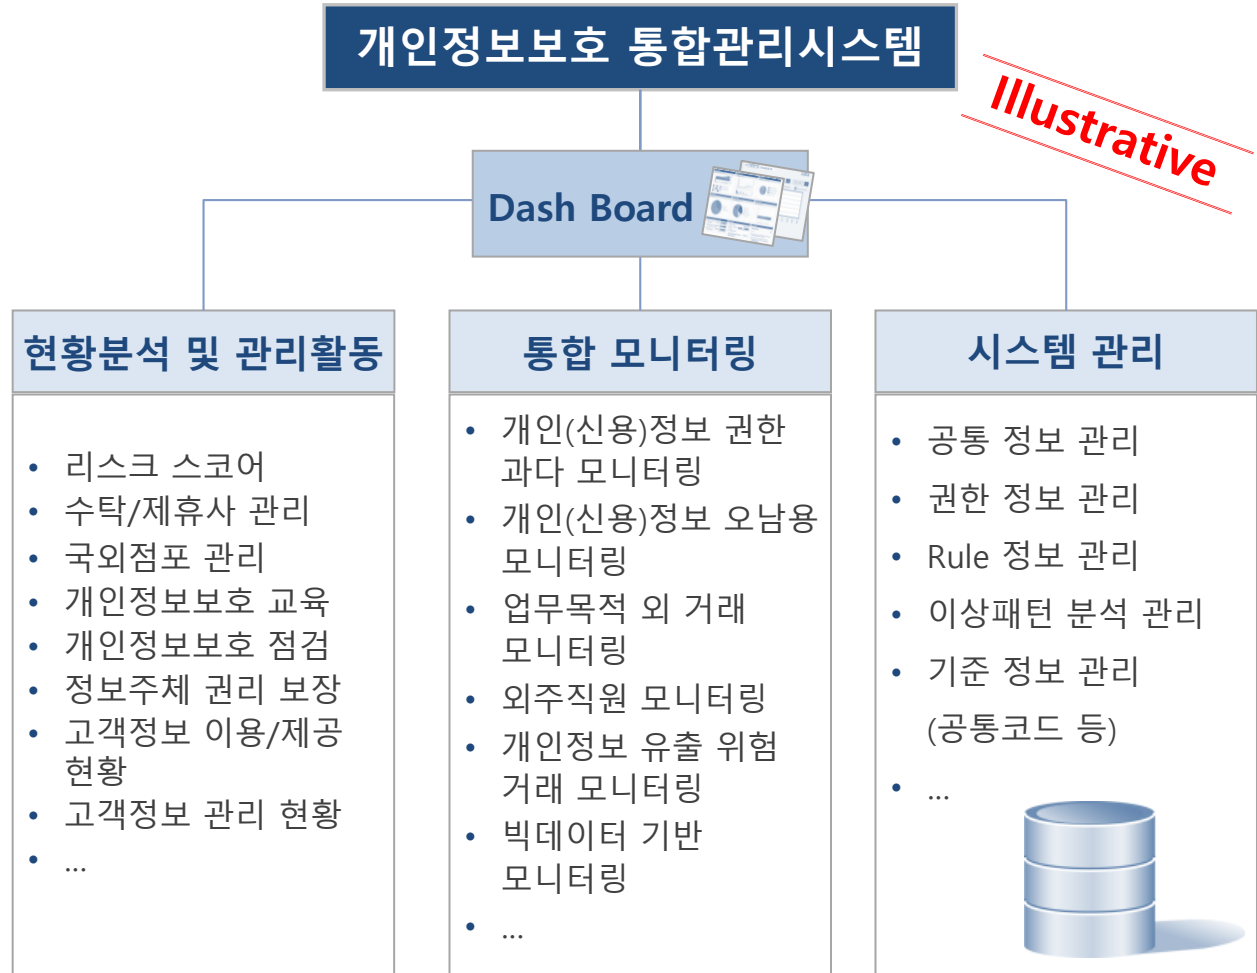 개인정보보호 통합관리시스템
Illustrative
Dash Board
현황분석 및 관리활동
• 리스크 스코어
• 수탁/제휴사 관리
• 국외점포 관리
• 개인정보보호 교육
• 개인정보보호 점검
• 정보주체 권리 보장
• 고객정보 이용/제공
현황
• 고객정보 관리 현황
• ...
통합 모니터링
• 개인(신용)정보 권한
과다 모니터링
• 개인(신용)정보 오남용
모니터링
• 업무목적 외 거래
모니터링
• 외주직원 모니터링
• 개인정보 유출 위험
거래 모니터링
• 빅데이터 기반
모니터링
• ...
시스템 관리
• 공통 정보 관리
• 권한 정보 관리
• Rule 정보 관리
• 이상패턴 분석 관리
• 기준 정보 관리
(공통코드 등)
• ...